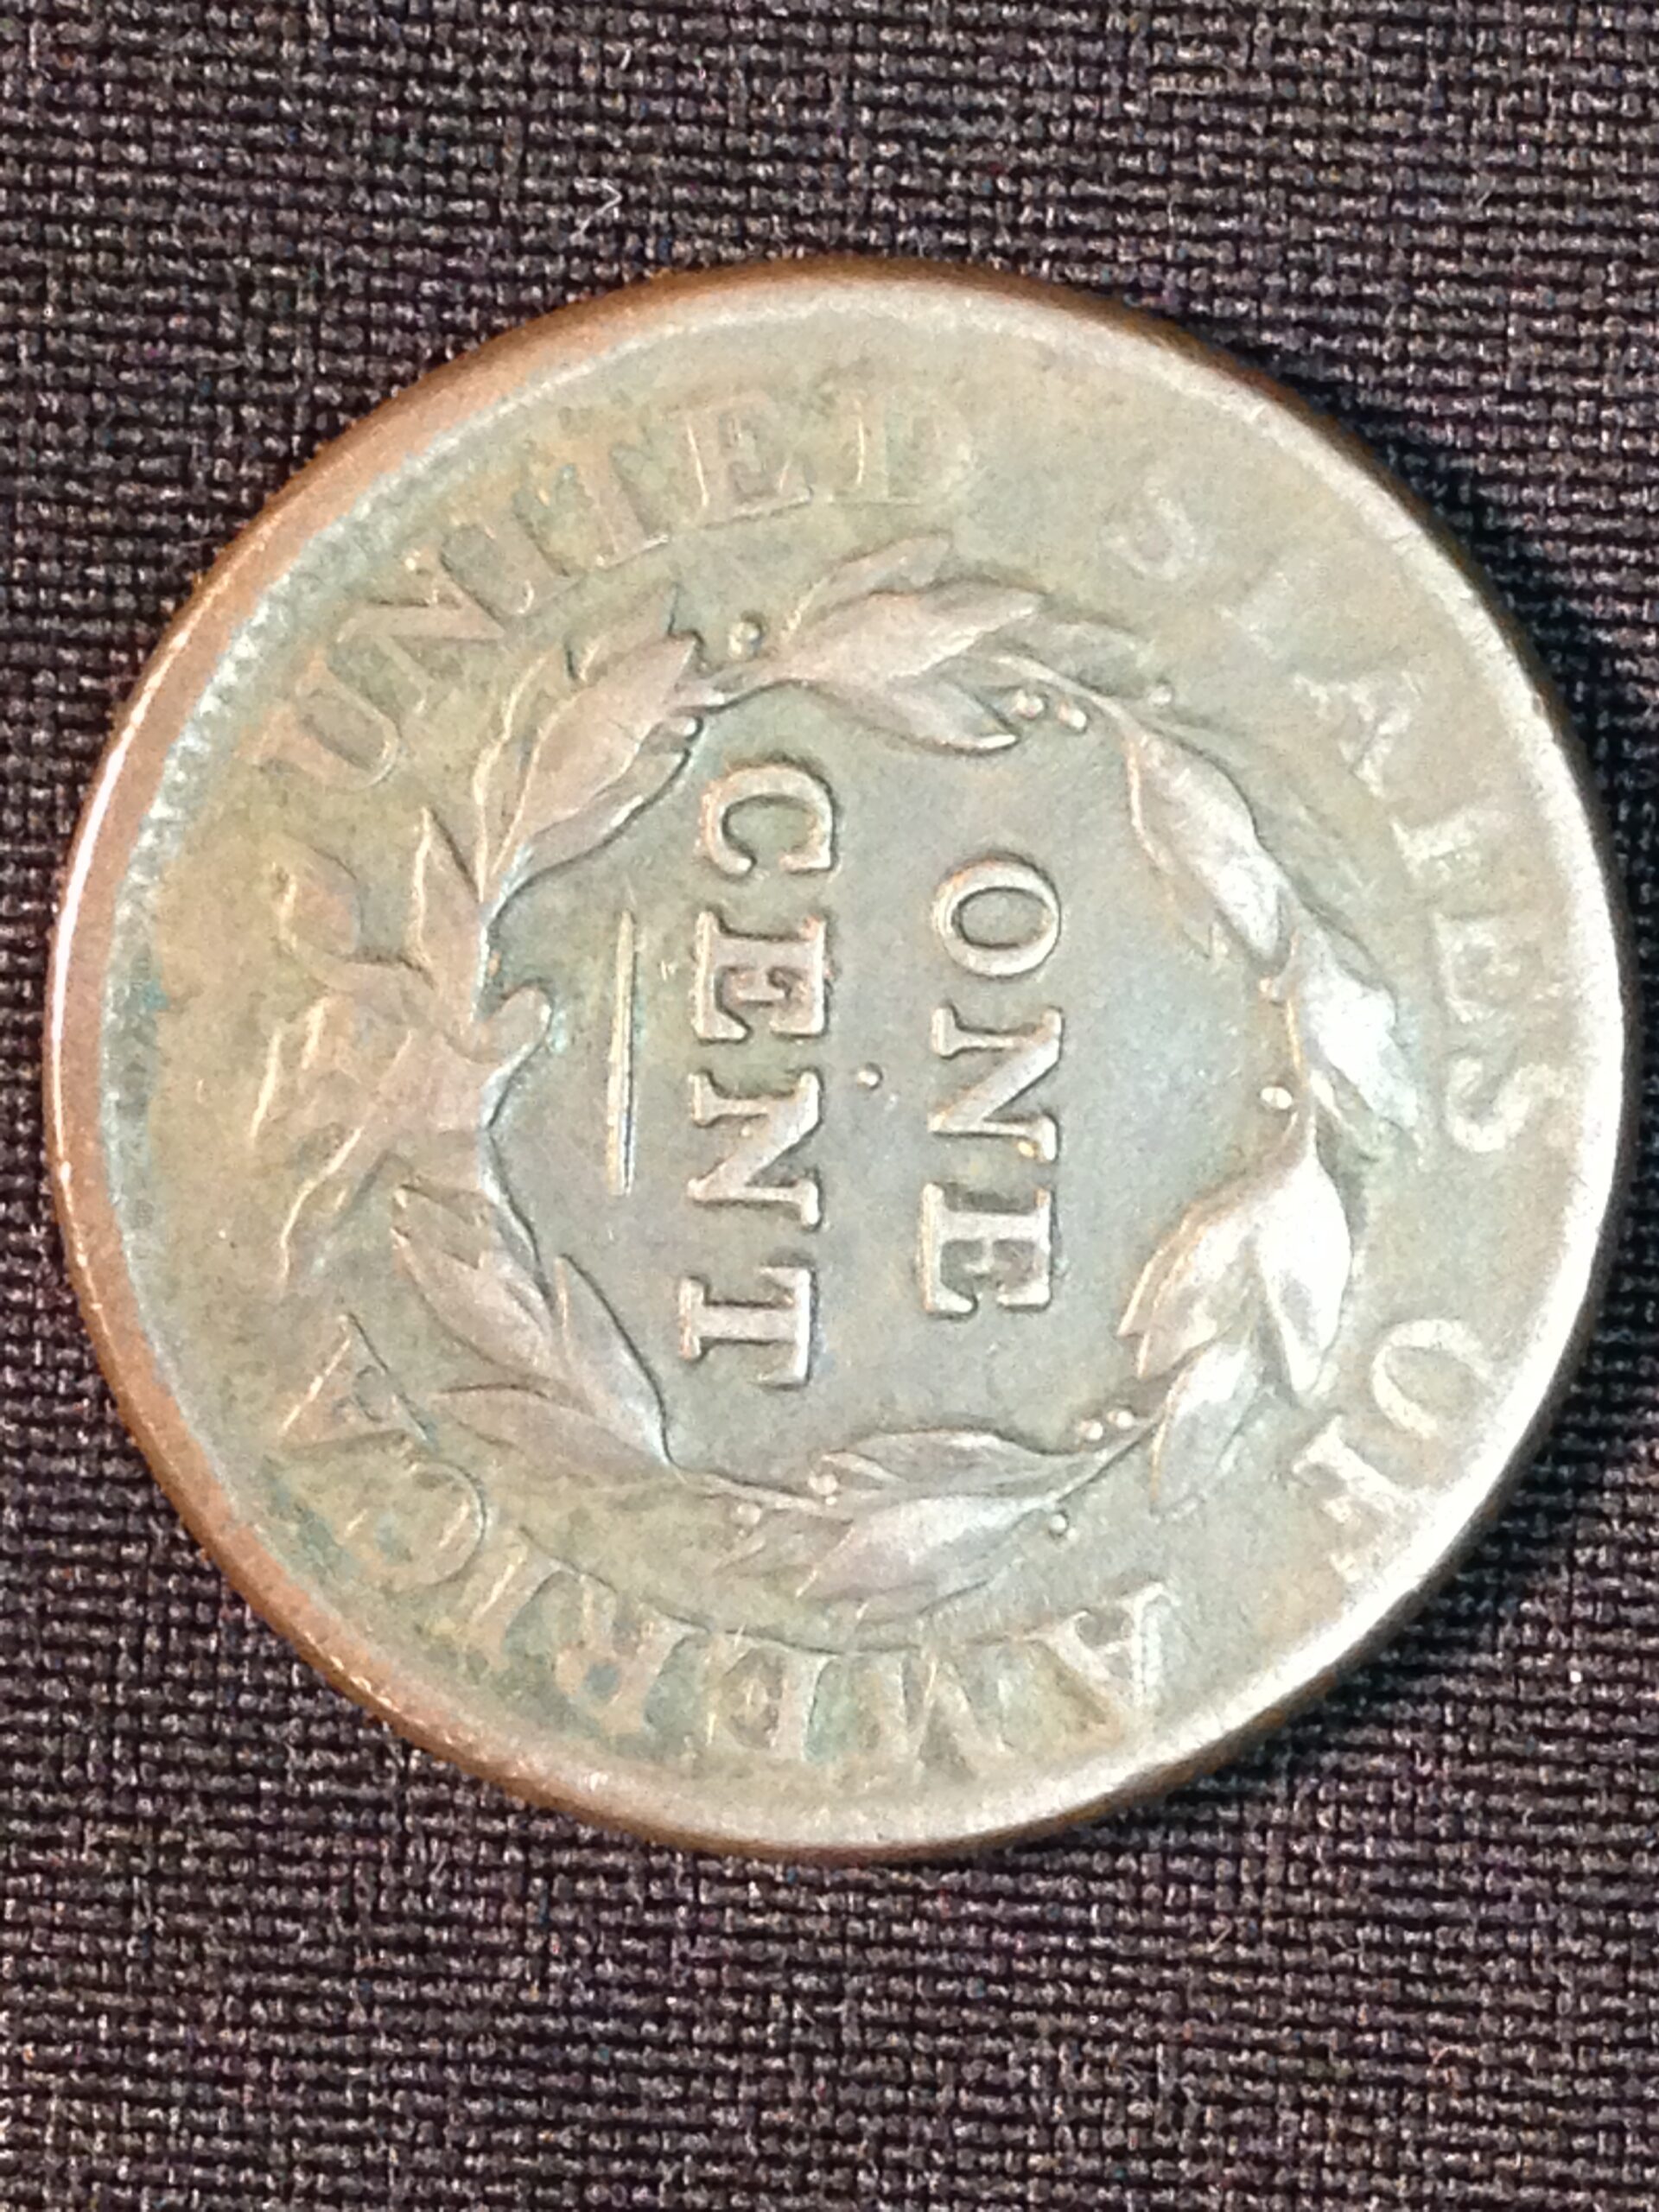 UNITED STATES OF AMERICA
ONE
CENT